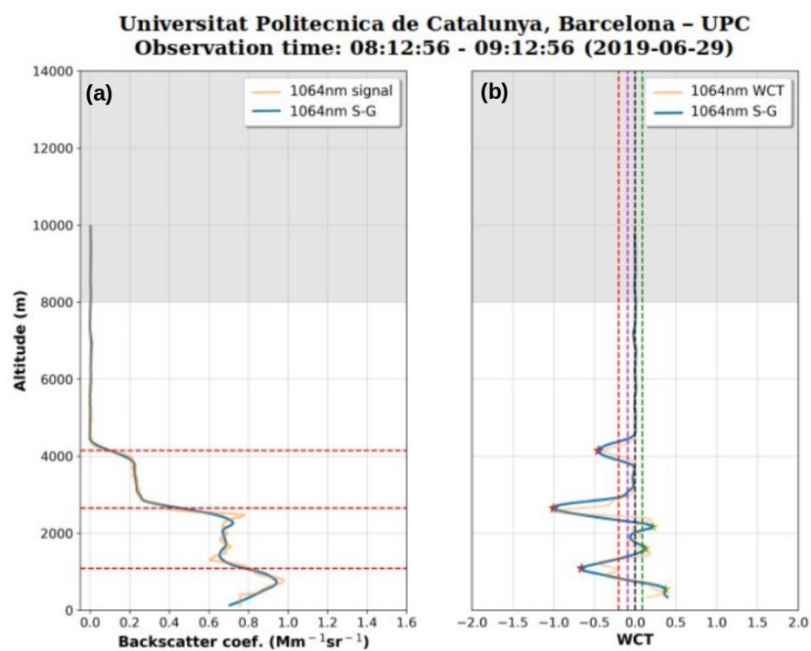 Universitat Politecnica de Catalunya, Barcelona – UPC
Observation time: 08:12:56 - 09:12:56 (2019-06-29)
(a)
1064nm signal
1064nm S-G
14000
12000
10000
8000
6000
4000
2000
0
Altitude (m)
0.0 0.2 0.4 0.6 0.8 1.0 1.2 1.4 1.6
Backscatter coef. (Mm⁻¹sr⁻¹)
(b)
1064nm WCT
1064nm S-G
−2.0 −1.5 −1.0 −0.5 0.0 0.5 1.0 1.5 2.0
WCT